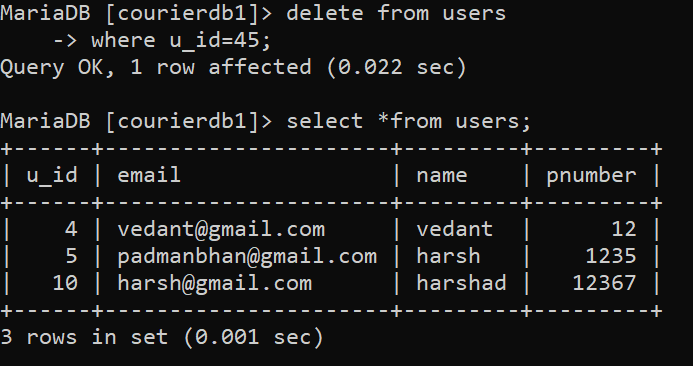 MariaDB [courierdb1]> delete from users
    -> where u_id=45;
Query OK, 1 row affected (0.022 sec)

MariaDB [courierdb1]> select *from users;
+------+----------------------+---------+---------+
| u_id | email                | name    | pnumber |
+------+----------------------+---------+---------+
|    4 | vedant@gmail.com     | vedant  |      12 |
|    5 | padmanbhan@gmail.com | harsh   |    1235 |
|   10 | harsh@gmail.com      | harshad |   12367 |
+------+----------------------+---------+---------+
3 rows in set (0.001 sec)